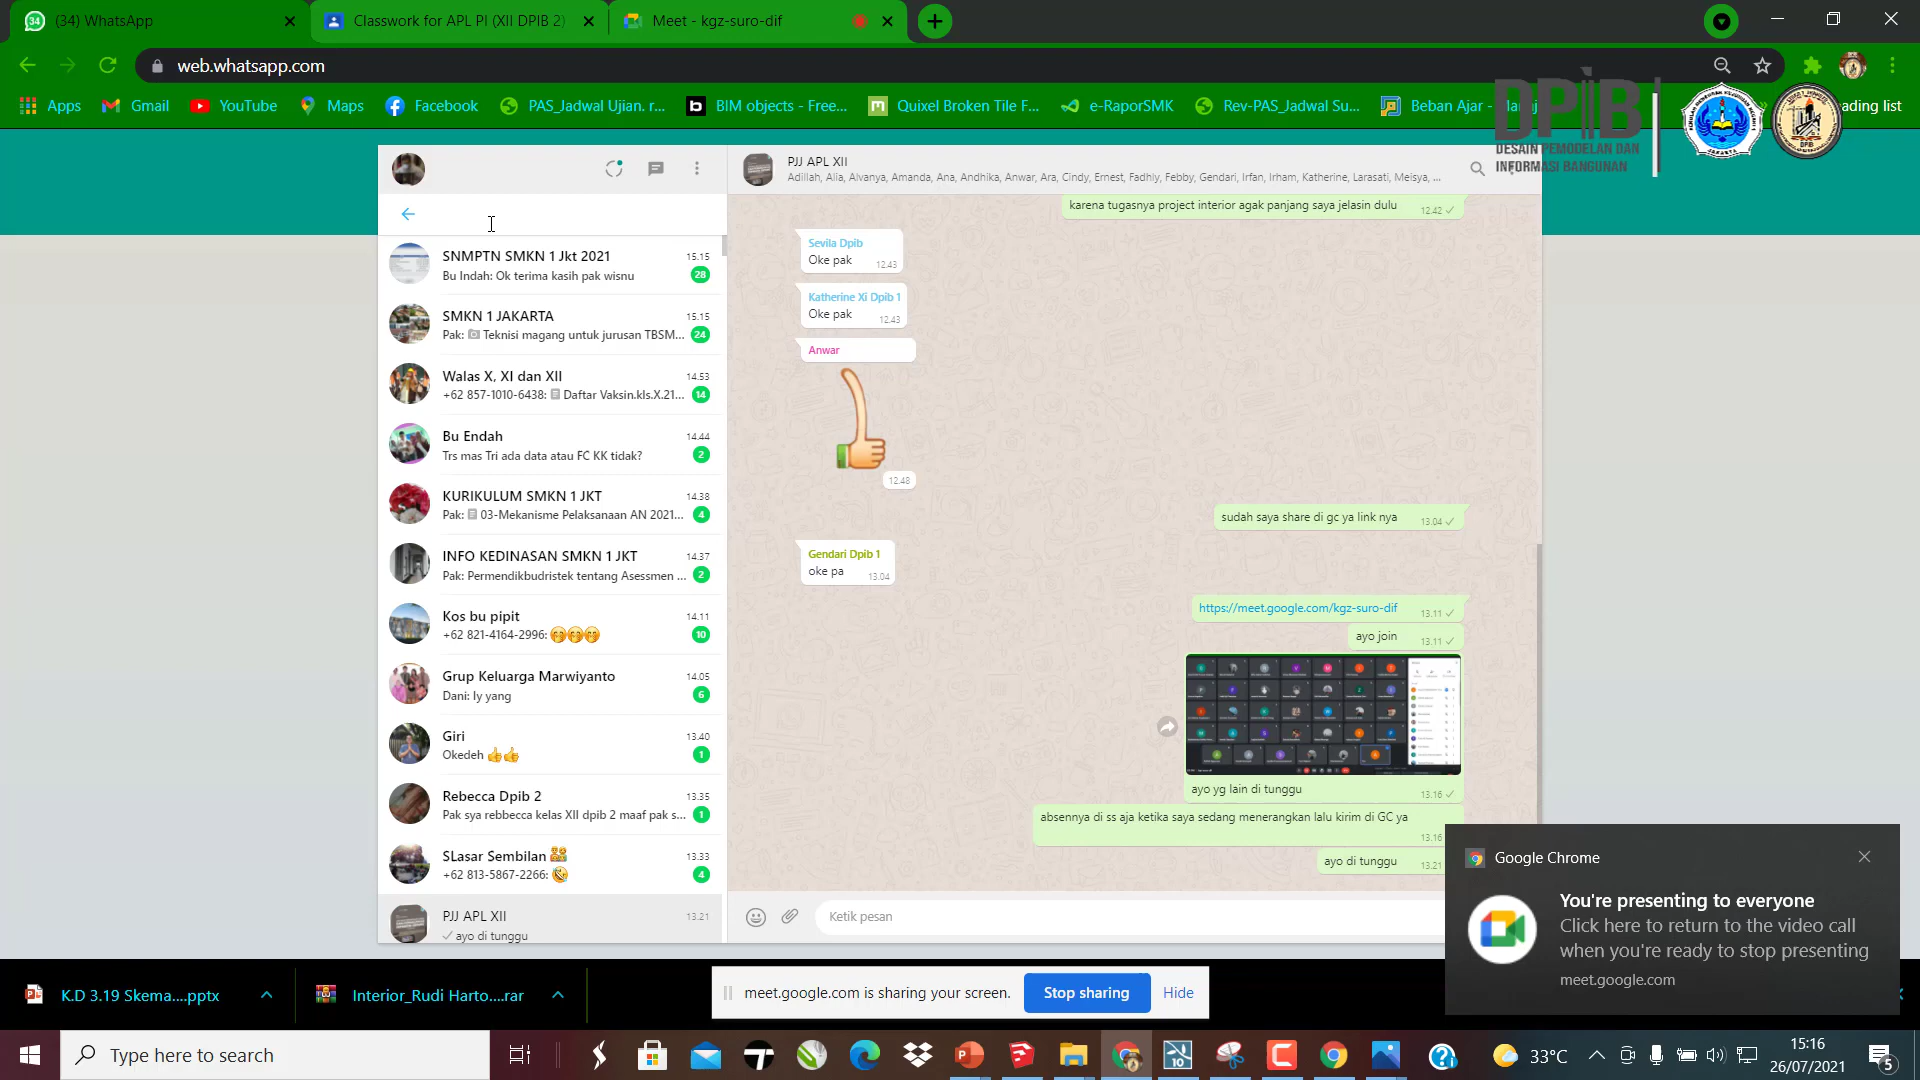 (34) WhatsApp
Classwork for APL PI (XII DPIB 2)
Meet - kgz-suro-dif
web.whatsapp.com
Apps
Gmail
YouTube
Maps
Facebook
PAS_Jadwal Ujian. r...
BIM objects - Free...
Quixel Broken Tile F...
e-RaporSMK
Rev-PAS_Jadwal Su...
Beban Ajar -
ading list
DPIB
DESAIN PEMODELAN DAN
INFORMASI BANGUNAN
SNMPTN SMKN 1 Jkt 2021
15.15
Bu Indah: Ok terima kasih pak wisnu
28
SMKN 1 JAKARTA
15.15
Pak: Teknisi magang untuk jurusan TBSM...
24
Walas X, XI dan XII
14.53
+62 857-1010-6438: Daftar Vaksin.kls.X.21...
14
Bu Endah
14.44
Trs mas Tri ada data atau FC KK tidak?
2
KURIKULUM SMKN 1 JKT
14.38
Pak: 03-Mekanisme Pelaksanaan AN 2021...
4
INFO KEDINASAN SMKN 1 JKT
14.37
Pak: Permendikbudristek tentang Asessmen ...
2
Kos bu pipit
14.11
+62 821-4164-2996: 🤭🤭🤭
10
Grup Keluarga Marwiyanto
14.05
Dani: Iy yang
6
Giri
13.40
Okedeh 👍👍
1
Rebecca Dpib 2
13.35
Pak sya rebbecca kelas XII dpib 2 maaf pak s...
1
SLasar Sembilan
13.33
+62 813-5867-2266: 🤣
4
PJJ APL XII
13.21
ayo di tunggu
PJJ APL XII
Adillah, Alia, Alvanya, Amanda, Ana, Andhika, Anwar, Ara, Cindy, Ernest, Fadhiy, Febby, Gendari, Irfan, Irham, Katherine, Larasati, Meisya, ...
karena tugasnya project interior agak panjang saya jelasin dulu
12.42
Sevila Dpib
Oke pak
12.43
Katherine Xi Dpib 1
Oke pak
12.43
Anwar
12.48
sudah saya share di gc ya link nya
13.04
Gendari Dpib 1
oke pa
13.04
https://meet.google.com/kgz-suro-dif
13.11
ayo join
13.11
ayo yg lain di tunggu
13.16
absennya di ss aja ketika saya sedang menerangkan lalu kirim di GC ya
13.16
ayo di tunggu
13.21
Ketik pesan
Google Chrome
You're presenting to everyone
Click here to return to the video call
when you're ready to stop presenting
meet.google.com
K.D 3.19 Skema....pptx
Interior_Rudi Harto....rar
meet.google.com is sharing your screen.
Stop sharing
Hide
Type here to search
33°C
15:16
26/07/2021
5